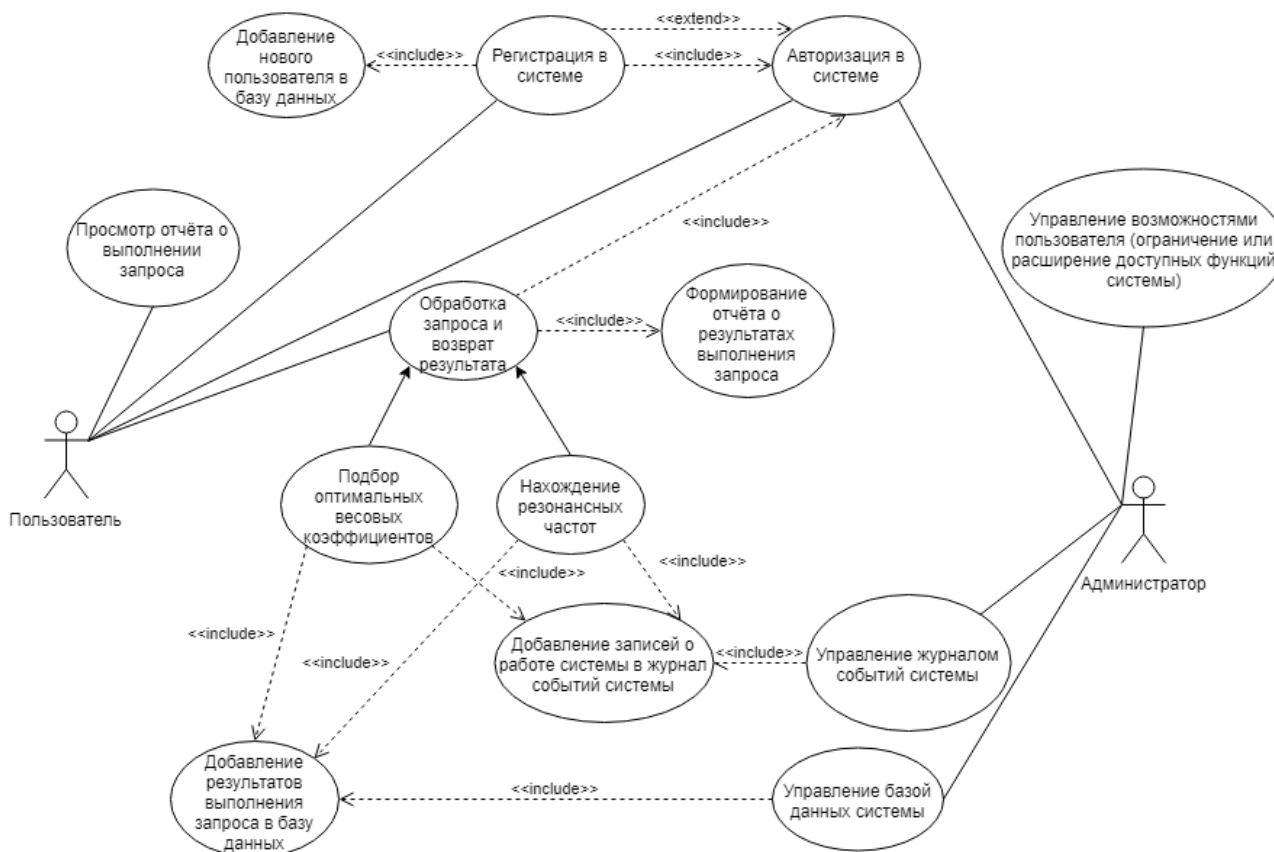 <<extend>>
Добавление
нового
пользователя в
базу данных
<<include>>
Регистрация в
системе
<<include>>
Авторизация в
системе
<<include>>
Просмотр отчёта о
выполнении
запроса
Управление возможностями
пользователя (ограничение или
расширение доступных функций
системы)
Обработка
запроса и
возврат
результата
<<include>>
Формирование
отчёта о
результатах
выполнения
запроса
Пользователь
Подбор
оптимальных
весовых
коэффициентов
Нахождение
резонансных
частот
Администратор
<<include>>
<<include>>
<<include>>
<<include>>
Добавление записей о
работе системы в журнал
событий системы
<<include>>
Управление журналом
событий системы
Добавление
результатов
выполнения
запроса в базу
данных
<<include>>
Управление базой
данных системы